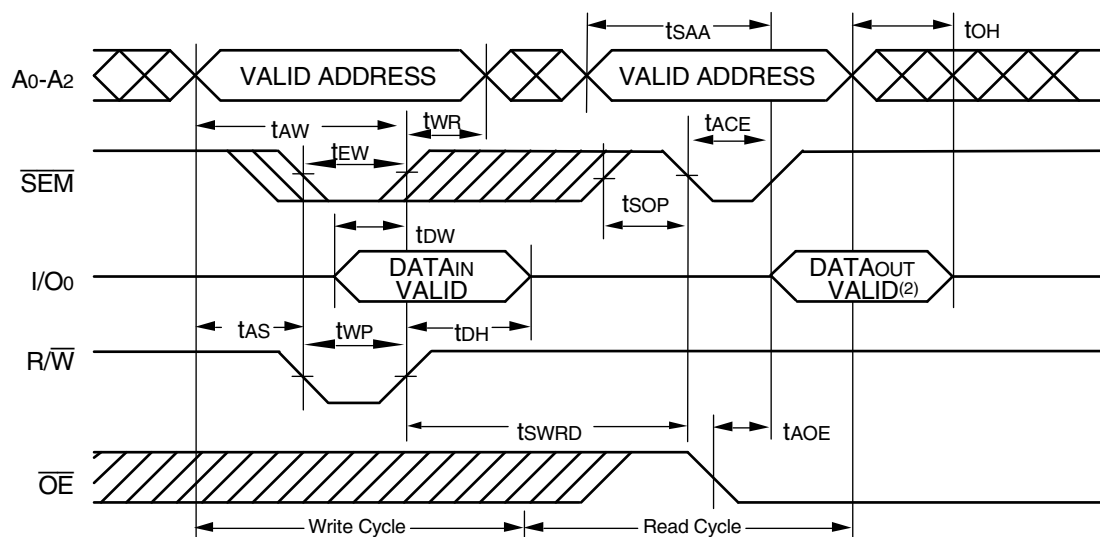 tSAA
tOH
A0-A2
VALID ADDRESS
VALID ADDRESS
tAW
tWR
tACE
tEW
SEM
tSOP
tDW
I/O0
DATAIN
VALID
DATAOUT
VALID(2)
tAS
tWP
tDH
R/W
tSWRD
tAOE
OE
Write Cycle
Read Cycle